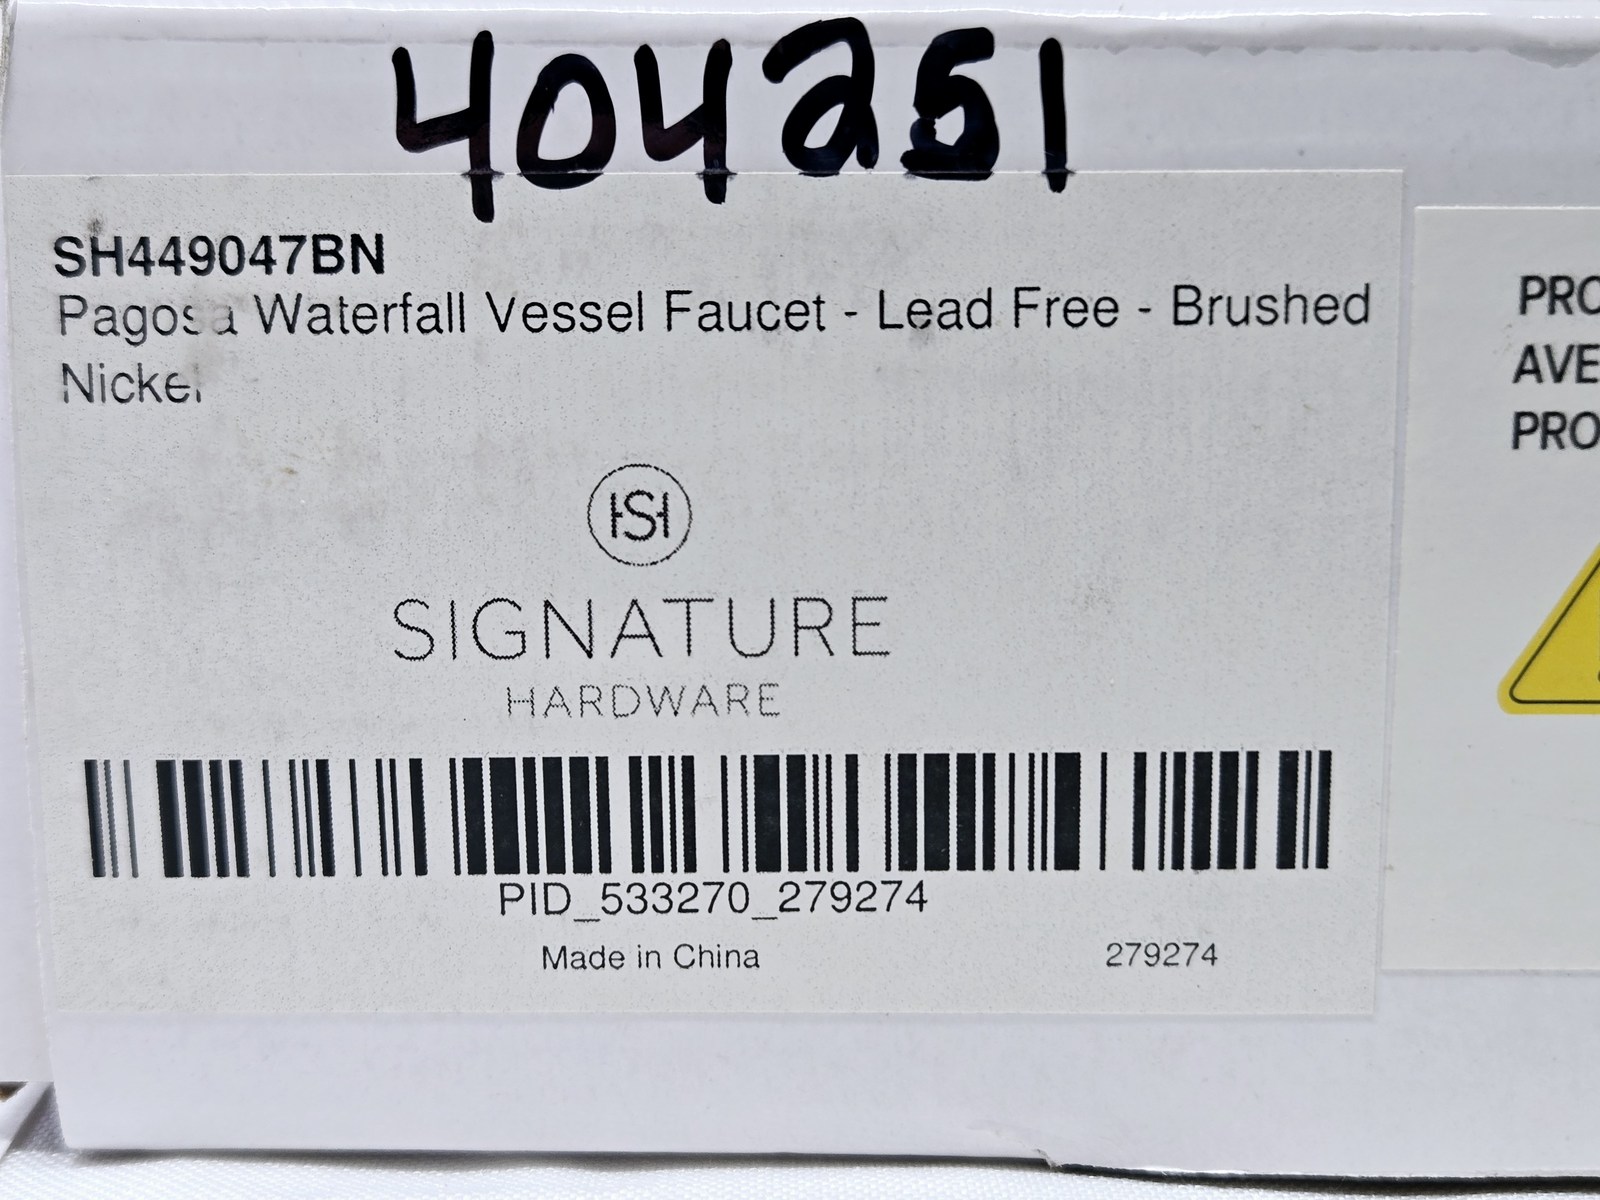 404251
SH449047BN
Pagosa Waterfall Vessel Faucet - Lead Free - Brushed
Nickel
HS
SIGNATURE
HARDWARE
PID_533270_279274
Made in China
279274
PRO
AVE
PRO